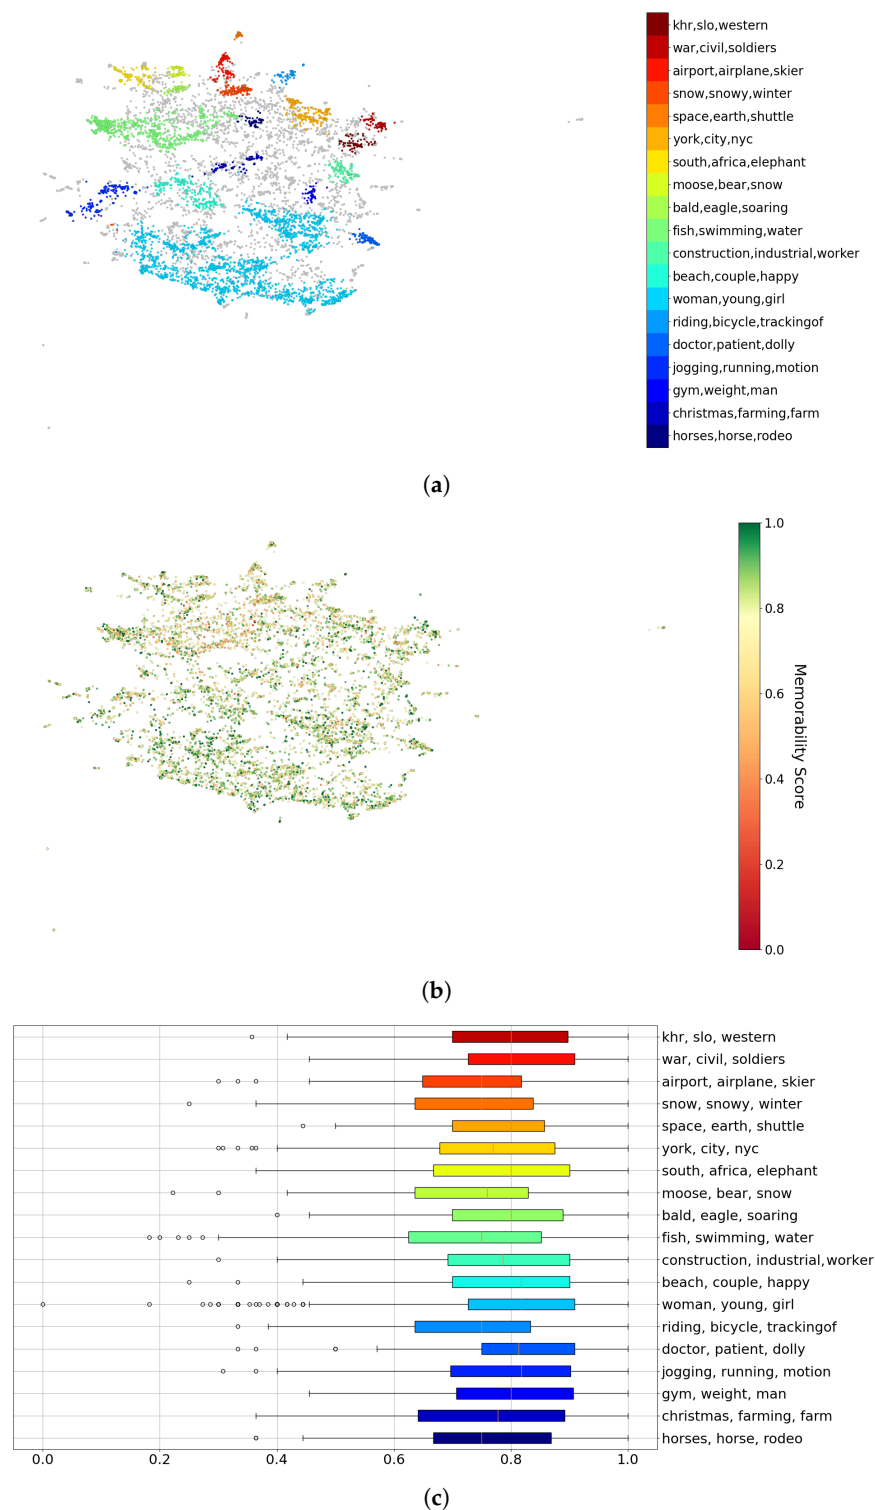 khr,slo,western
war,civil,soldiers
airport,airplane,skier
snow,snowy,winter
space,earth,shuttle
york,city,nyc
south,africa,elephant
moose,bear,snow
bald,eagle,soaring
fish,swimming,water
construction,industrial,worker
beach,couple,happy
woman,young,girl
riding,bicycle,trackingof
doctor,patient,dolly
jogging,running,motion
gym,weight,man
christmas,farming,farm
horses,horse,rodeo
(a)
1.0
0.8
0.6
0.4
0.2
0.0
Memorability Score
(b)
khr, slo, western
war, civil, soldiers
airport, airplane, skier
snow, snowy, winter
space, earth, shuttle
york, city, nyc
south, africa, elephant
moose, bear, snow
bald, eagle, soaring
fish, swimming, water
construction, industrial,worker
beach, couple, happy
woman, young, girl
riding, bicycle, trackingof
doctor, patient, dolly
jogging, running, motion
gym, weight, man
christmas, farming, farm
horses, horse, rodeo
0.0 0.2 0.4 0.6 0.8 1.0
(c)